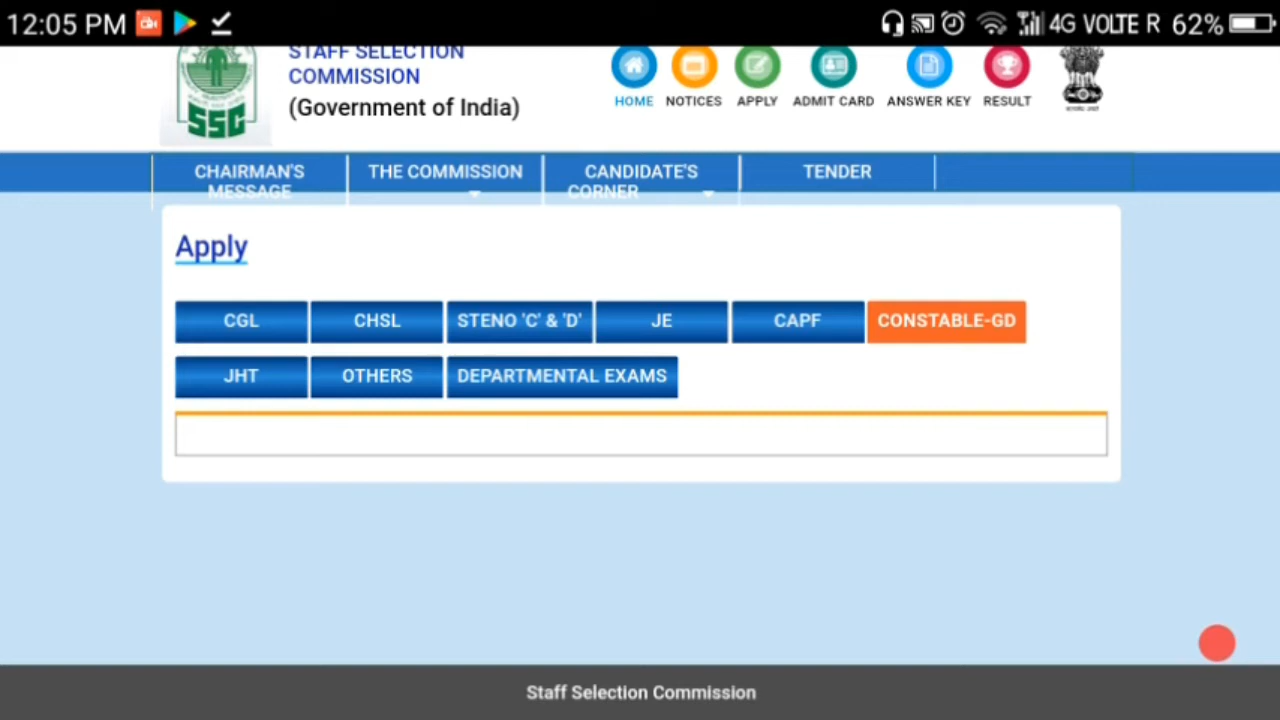 12:05 PM 4G VOLTE R 62%
STAFF SELECTION
COMMISSION
(Government of India)
SSC
HOME NOTICES APPLY ADMIT CARD ANSWER KEY RESULT
CHAIRMAN'S
MESSAGE
THE COMMISSION
CANDIDATE'S
CORNER
TENDER
Apply
CGL CHSL STENO 'C' & 'D' JE CAPF CONSTABLE-GD
JHT OTHERS DEPARTMENTAL EXAMS
Staff Selection Commission